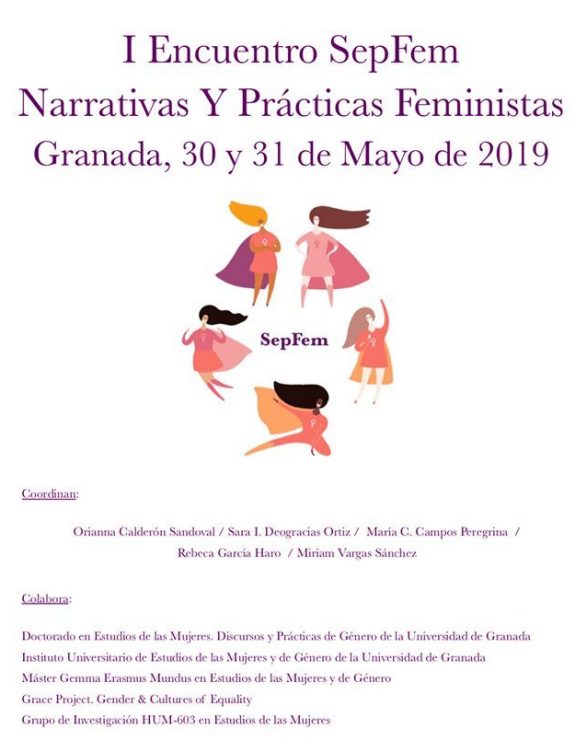 I Encuentro SepFem
Narrativas Y Prácticas Feministas
Granada, 30 y 31 de Mayo de 2019
SepFem
Coordinan:
Orianna Calderón Sandoval / Sara I. Deogracias Ortiz / María C. Campos Peregrina /
Rebeca García Haro / Miriam Vargas Sánchez
Colabora:
Doctorado en Estudios de las Mujeres. Discursos y Prácticas de Género de la Universidad de Granada
Instituto Universitario de Estudios de las Mujeres y de Género de la Universidad de Granada
Máster Gemma Erasmus Mundus en Estudios de las Mujeres y de Género
Grace Project. Gender & Cultures of Equality
Grupo de Investigación HUM-603 en Estudios de las Mujeres